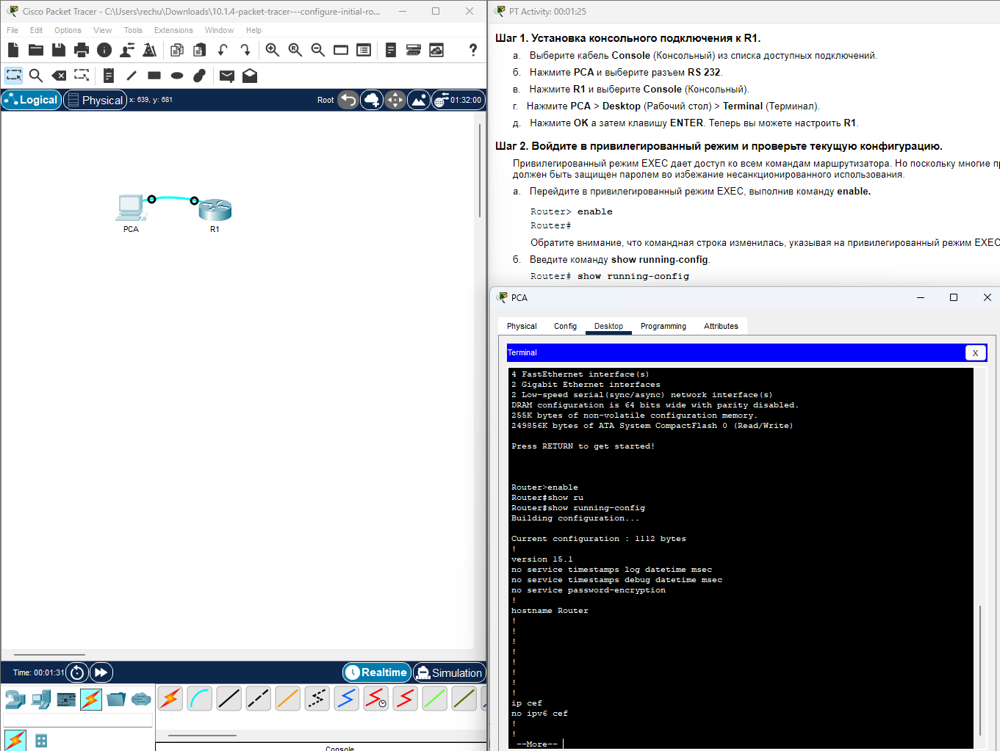 Cisco Packet Tracer - C:\Users\rechu\Downloads\10.1.4-packet-tracer---configure-initial-ro...
File Edit Options View Tools Extensions Window Help
Logical Physical x: 639, y: 681 Root 01:32:00
PCA R1
Time: 00:01:31 Realtime Simulation
Console
PT Activity: 00:01:25
Шаг 1. Установка консольного подключения к R1.
а. Выберите кабель Console (Консольный) из списка доступных подключений.
б. Нажмите PCA и выберите разъем RS 232.
в. Нажмите R1 и выберите Console (Консольный).
г. Нажмите PCA > Desktop (Рабочий стол) > Terminal (Терминал).
д. Нажмите OK а затем клавишу ENTER. Теперь вы можете настроить R1.
Шаг 2. Войдите в привилегированный режим и проверьте текущую конфигурацию.
Привилегированный режим EXEC дает доступ ко всем командам маршрутизатора. Но поскольку многие п
должен быть защищен паролем во избежание несанкционированного использования.
а. Перейдите в привилегированный режим EXEC, выполнив команду enable.
Router> enable
Router#
Обратите внимание, что командная строка изменилась, указывая на привилегированный режим EXEC
б. Введите команду show running-config.
Router# show running-config
PCA
Physical Config Desktop Programming Attributes
Terminal X
4 FastEthernet interface(s)
2 Gigabit Ethernet interfaces
2 Low-speed serial(sync/async) network interface(s)
DRAM configuration is 64 bits wide with parity disabled.
255K bytes of non-volatile configuration memory.
249856K bytes of ATA System CompactFlash 0 (Read/Write)
Press RETURN to get started!
Router>enable
Router#show ru
Router#show running-config
Building configuration...
Current configuration : 1112 bytes
!
version 15.1
no service timestamps log datetime msec
no service timestamps debug datetime msec
no service password-encryption
!
hostname Router
!
!
!
!
!
!
!
!
ip cef
no ipv6 cef
!
!
--More--